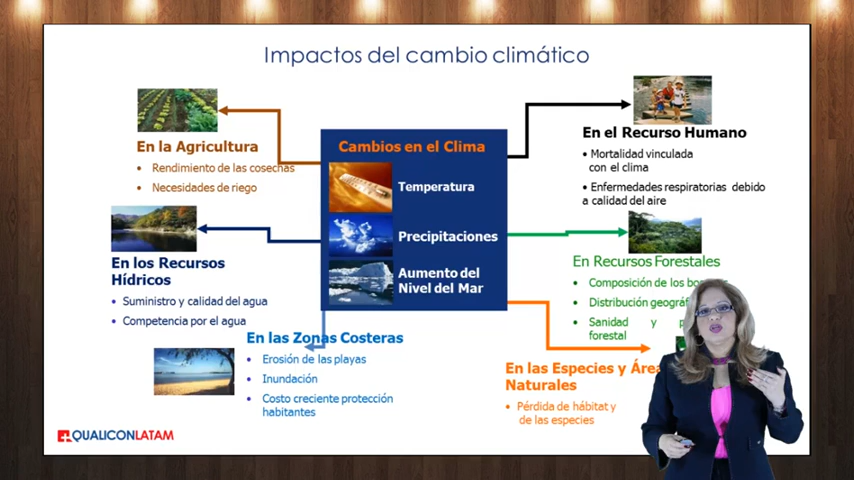 Impactos del cambio climático
En la Agricultura
• Rendimiento de las cosechas
• Necesidades de riego
En los Recursos
Hídricos
• Suministro y calidad del agua
• Competencia por el agua
En las Zonas Costeras
• Erosión de las playas
• Inundación
• Costo creciente protección
habitantes
Cambios en el Clima
Temperatura
Precipitaciones
Aumento del
Nivel del Mar
En el Recurso Humano
• Mortalidad vinculada
con el clima
• Enfermedades respiratorias debido
a calidad del aire
En Recursos Forestales
• Composición de los
• Distribución
• Sanidad y
forestal
En las Especies y
Naturales
• Pérdida de hábitat y
de las especies
QUALICONLATAM